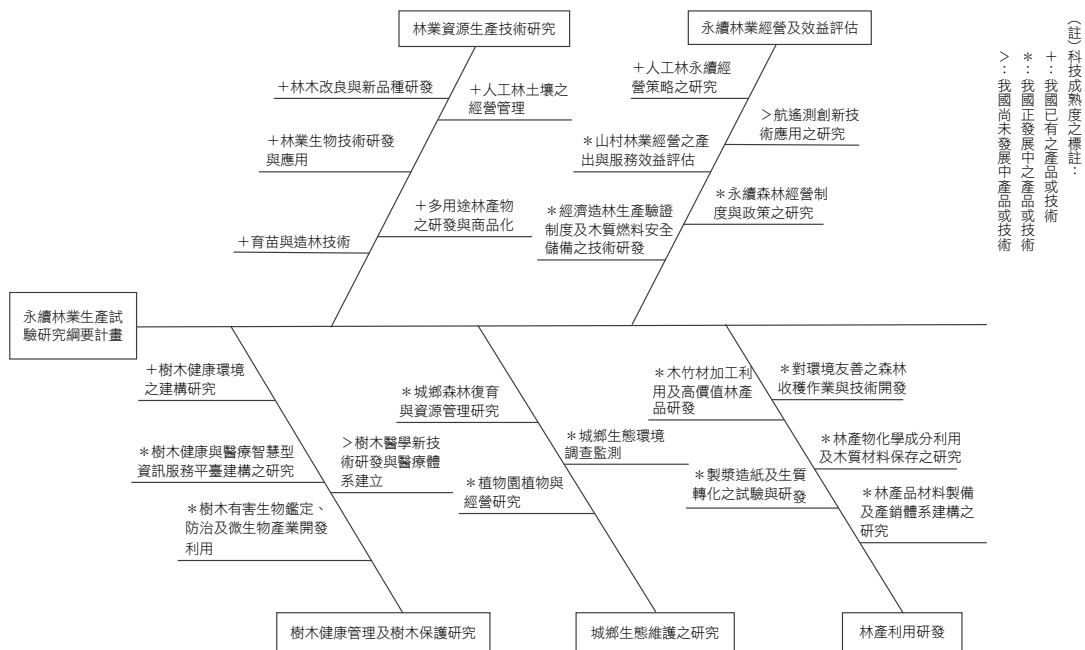 林業資源生產技術研究
永續林業經營及效益評估
（註）科技成熟度之標註：
＋：我國已有之產品或技術
＊：我國正發展中之產品或技術
＞：我國尚未發展中產品或技術
＋林木改良與新品種研發
＋人工林土壤之
經營管理
＋林業生物技術研發
與應用
＋多用途林產物
之研發與商品化
＋育苗與造林技術
＋人工林永續經
營策略之研究
＞航遙測創新技
術應用之研究
＊山村林業經營之產
出與服務效益評估
＊永續森林經營制
度與政策之研究
＊經濟造林生產驗證
制度及木質燃料安全
儲備之技術研發
永續林業生產試
驗研究綱要計畫
＋樹木健康環境
之建構研究
＊樹木健康與醫療智慧型
資訊服務平臺建構之研究
＞樹木醫學新技
術研發與醫療體
系建立
＊樹木有害生物鑑定、
防治及微生物產業開發
利用
＊城鄉森林復育
與資源管理研究
＊城鄉生態環境
調查監測
＊植物園植物與
經營研究
＊木竹材加工利
用及高價值林產
品研發
＊對環境友善之森林
收穫作業與技術開發
＊林產物化學成分利用
及木質材料保存之研究
＊製漿造紙及生質
轉化之試驗與研發
＊林產品材料製備
及產銷體系建構之
研究
樹木健康管理及樹木保護研究
城鄉生態維護之研究
林產利用研發